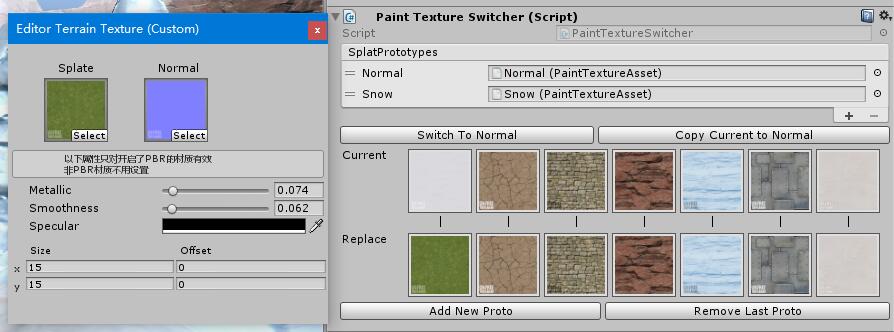 Editor Terrain Texture (Custom)
x
Splate
Normal
Select
Select
以下属性只对开启了PBR的材质有效
非PBR材质不用设置
Metallic
0.074
Smoothness
0.062
Specular
Size
Offset
x 15
0
y 15
0
Paint Texture Switcher (Script)
Script
PaintTextureSwitcher
SplatPrototypes
Normal
Normal (PaintTextureAsset)
Snow
Snow (PaintTextureAsset)
+ −
Switch To Normal
Copy Current to Normal
Current
| | | | | | |
Replace
Add New Proto
Remove Last Proto